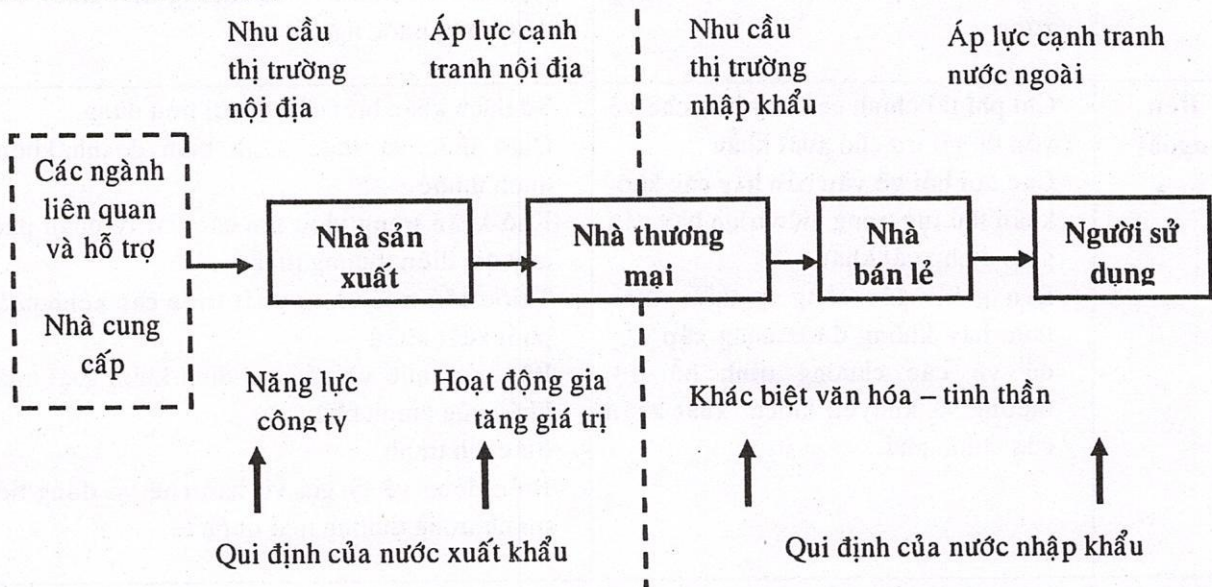 Nhu cầu
thị trường
nội địa
Áp lực cạnh
tranh nội địa
Nhu cầu
thị trường
nhập khẩu
Áp lực cạnh tranh
nước ngoài
Các ngành
liên quan
và hỗ trợ
Nhà cung
cấp
Nhà sản
xuất
Nhà thương
mại
Nhà
bán lẻ
Người sử
dụng
Năng lực
công ty
Hoạt động gia
tăng giá trị
Khác biệt văn hóa – tinh thần
Qui định của nước xuất khẩu
Qui định của nước nhập khẩu